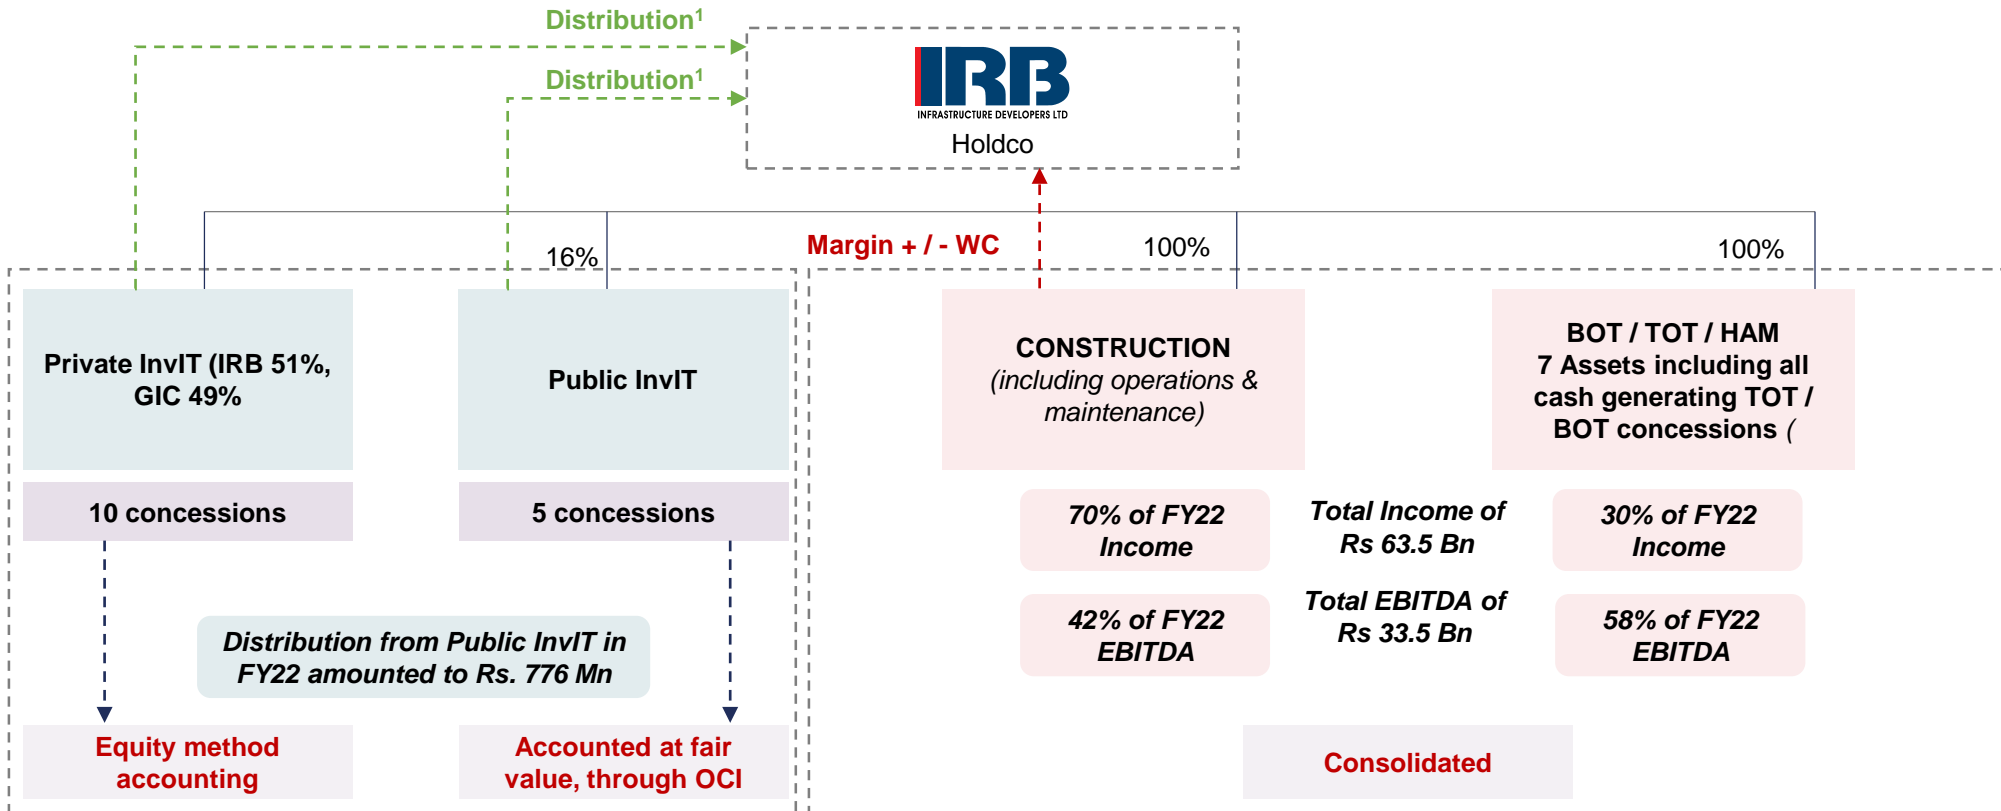 Distribution¹
Distribution¹
IRB
INFRASTRUCTURE DEVELOPERS LTD
Holdco
16%
Margin + / - WC
100%
100%
Private InvIT (IRB 51%,
GIC 49%
Public InvIT
CONSTRUCTION
(including operations &
maintenance)
BOT / TOT / HAM
7 Assets including all
cash generating TOT /
BOT concessions (
10 concessions
5 concessions
70% of FY22
Income
Total Income of
Rs 63.5 Bn
30% of FY22
Income
42% of FY22
EBITDA
Total EBITDA of
Rs 33.5 Bn
58% of FY22
EBITDA
Distribution from Public InvIT in
FY22 amounted to Rs. 776 Mn
Equity method
accounting
Accounted at fair
value, through OCI
Consolidated